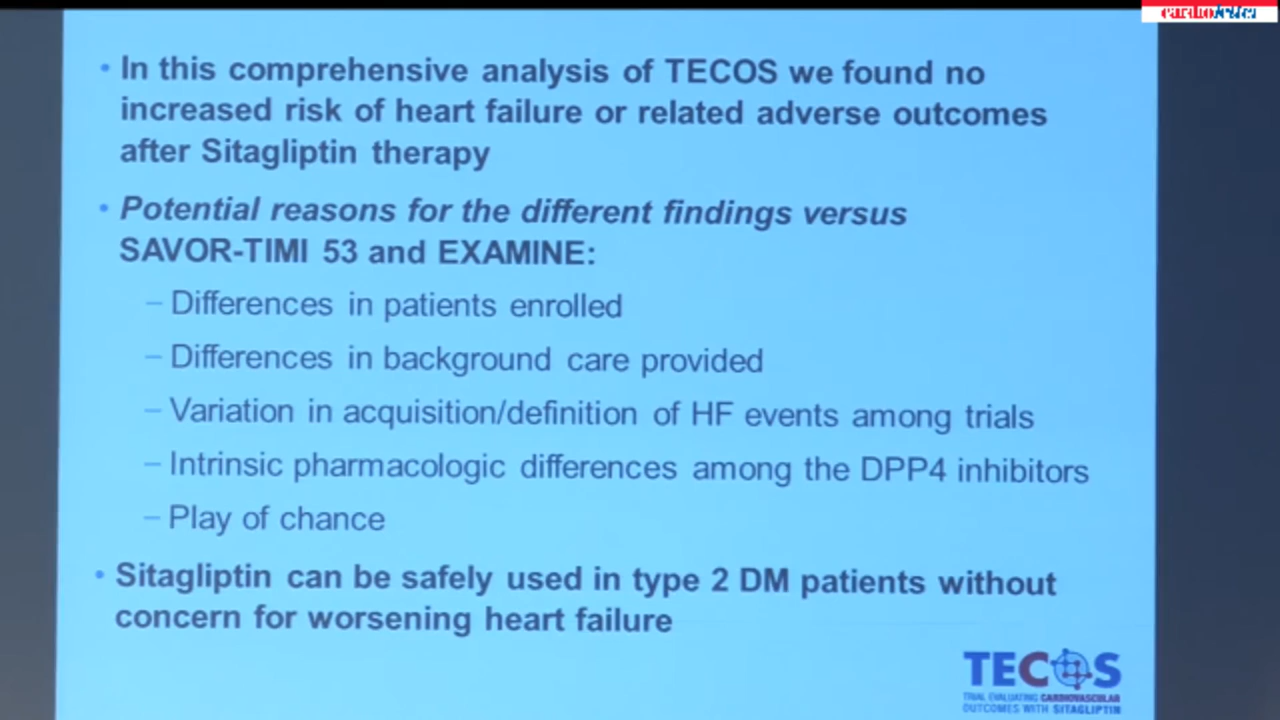 • In this comprehensive analysis of TECOS we found no
increased risk of heart failure or related adverse outcomes
after Sitagliptin therapy
• Potential reasons for the different findings versus
SAVOR-TIMI 53 and EXAMINE:
– Differences in patients enrolled
– Differences in background care provided
– Variation in acquisition/definition of HF events among trials
– Intrinsic pharmacologic differences among the DPP4 inhibitors
– Play of chance
• Sitagliptin can be safely used in type 2 DM patients without
concern for worsening heart failure
TECOS
TRIAL EVALUATING CARDIOVASCULAR
OUTCOMES WITH SITAGLIPTIN